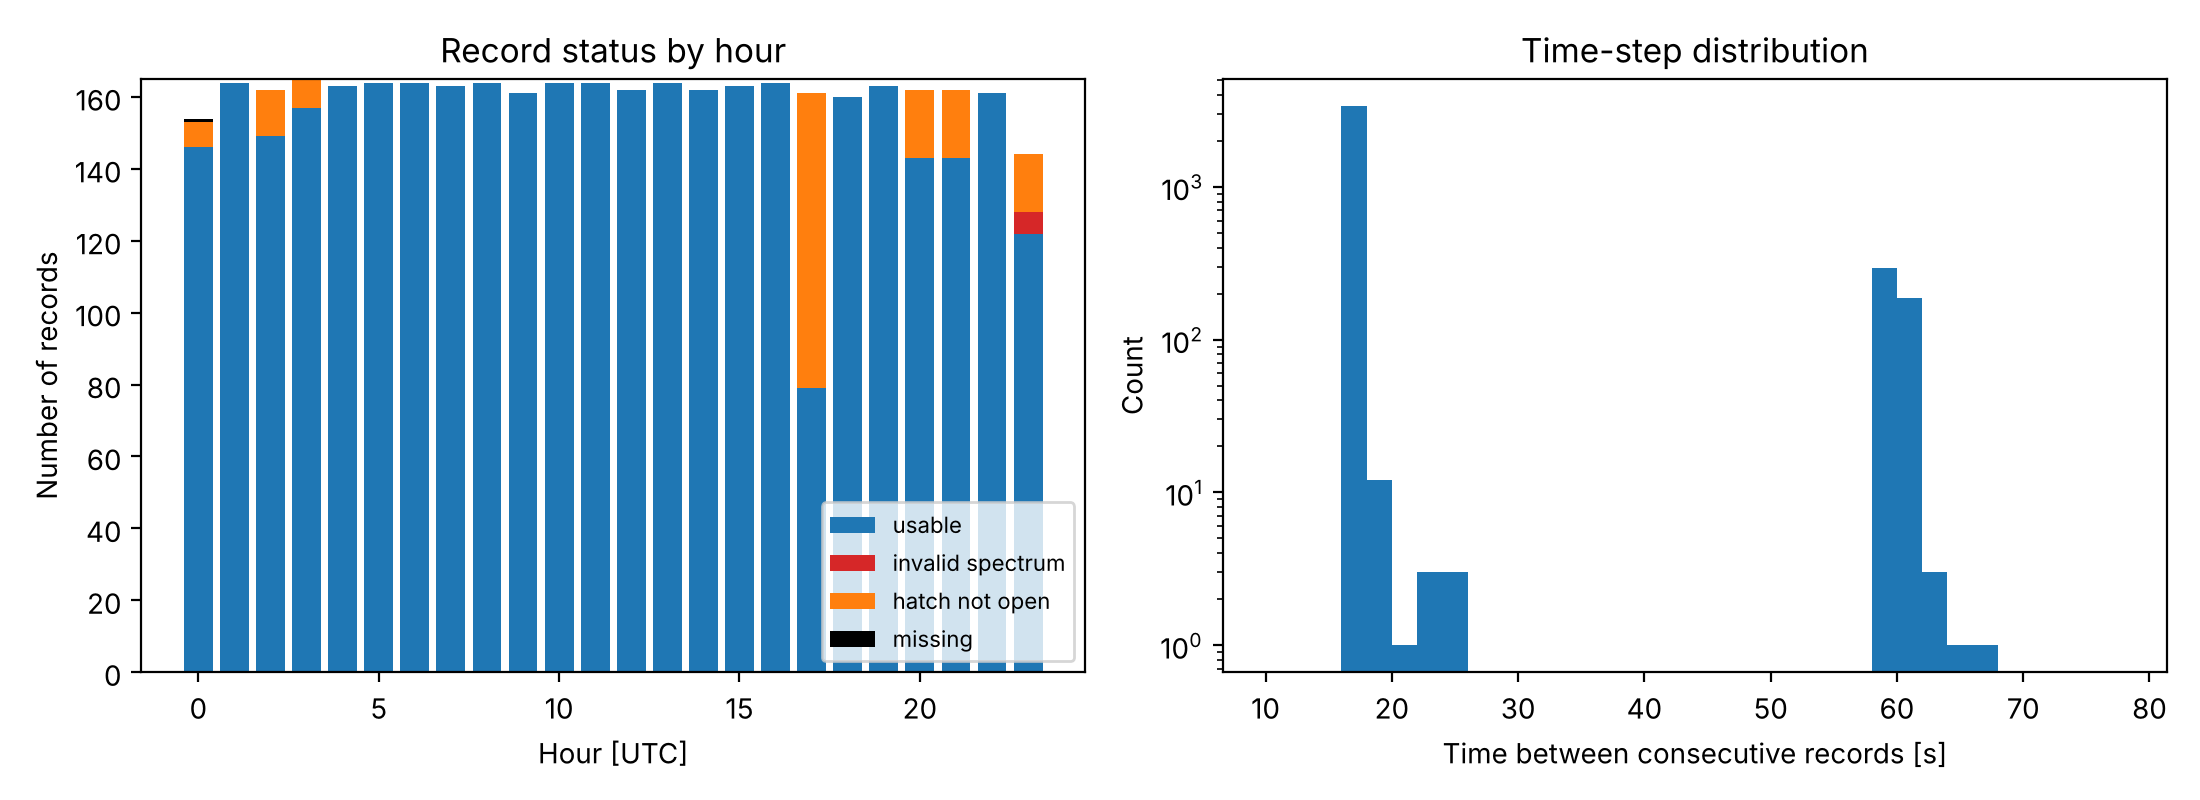 Record status by hour
Number of records
160
140
120
100
80
60
40
20
0
0 5 10 15 20
Hour [UTC]
usable
invalid spectrum
hatch not open
missing
Time-step distribution
Count
10³
10²
10¹
10⁰
10 20 30 40 50 60 70 80
Time between consecutive records [s]